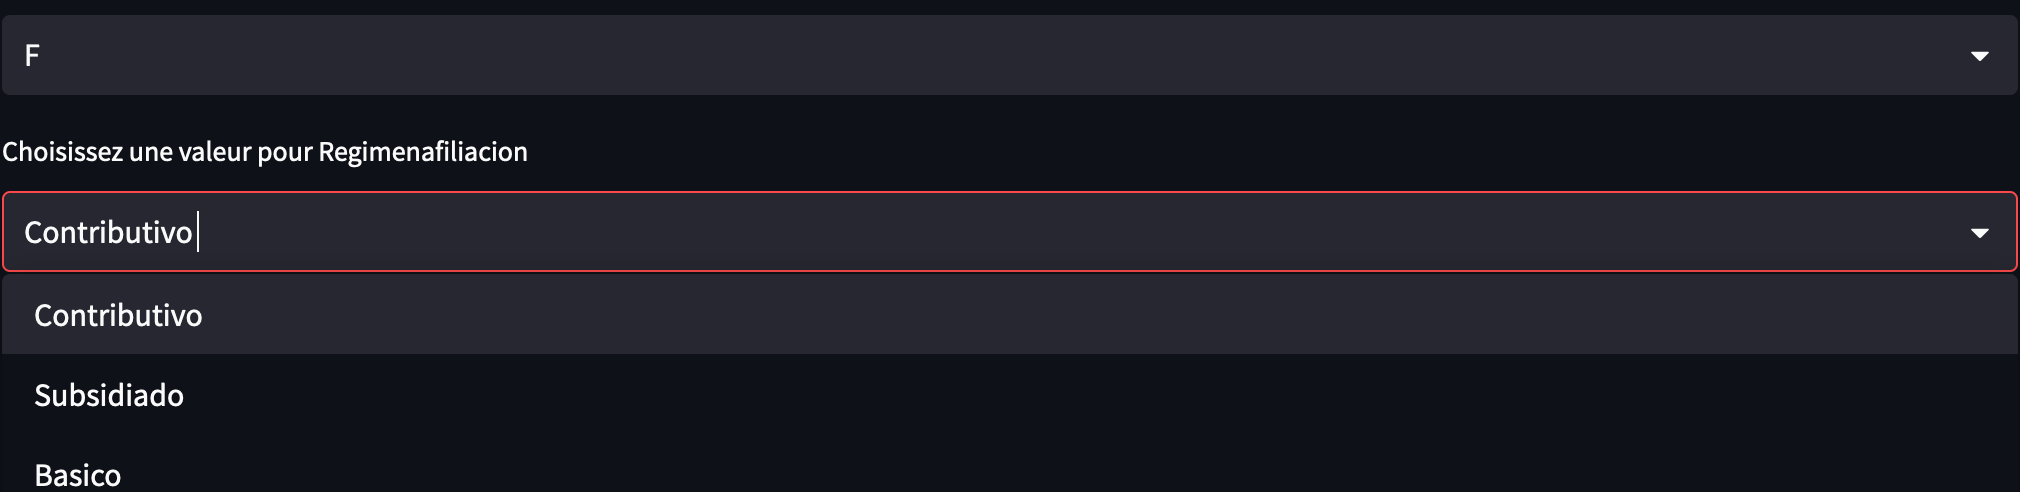 F
Choisissez une valeur pour Regimenafiliacion
Contributivo
Contributivo
Subsidiado
Basico